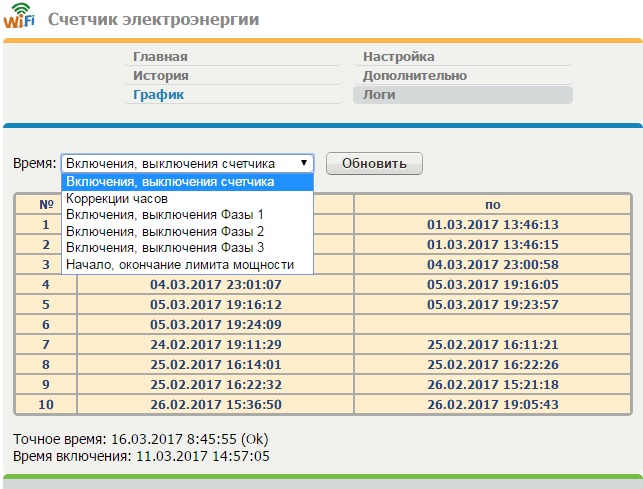 WiFi Счетчик электроэнергии
Главная Настройка
История Дополнительно
График Логи
Время: Включения, выключения счетчика Обновить
Включения, выключения счетчика
Коррекции часов
Включения, выключения Фазы 1
Включения, выключения Фазы 2
Включения, выключения Фазы 3
Начало, окончание лимита мощности
№ по
1 01.03.2017 13:46:13
2 01.03.2017 13:46:15
3 04.03.2017 23:00:58
4 04.03.2017 23:01:07 05.03.2017 19:16:05
5 05.03.2017 19:16:12 05.03.2017 19:23:57
6 05.03.2017 19:24:09
7 24.02.2017 19:11:29 25.02.2017 16:11:21
8 25.02.2017 16:14:01 25.02.2017 16:22:26
9 25.02.2017 16:22:32 26.02.2017 15:21:18
10 26.02.2017 15:36:50 26.02.2017 19:05:43
Точное время: 16.03.2017 8:45:55 (Ok)
Время включения: 11.03.2017 14:57:05